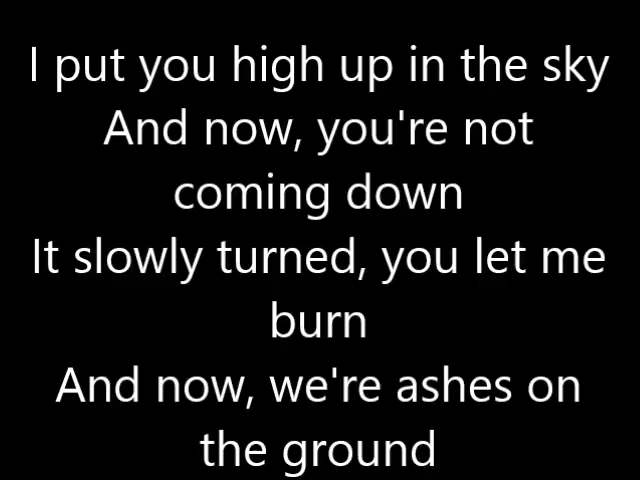 I put you high up in the sky
And now, you're not
coming down
It slowly turned, you let me
burn
And now, we're ashes on
the ground